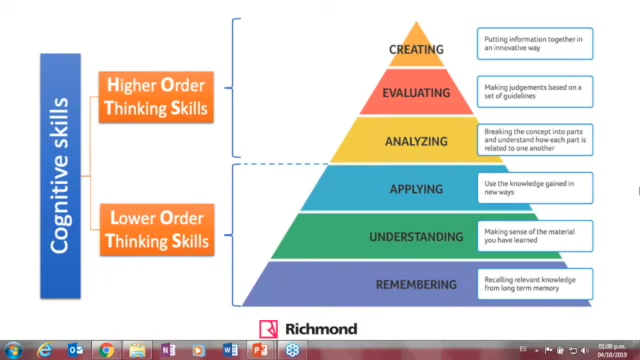 Cognitive skills
Higher Order
Thinking Skills
Lower Order
Thinking Skills
CREATING
Putting information together in
an innovative way
EVALUATING
Making judgements based on a
set of guidelines
ANALYZING
Breaking the concept into parts
and understand how each part is
related to one another
APPLYING
Use the knowledge gained in
new ways
UNDERSTANDING
Making sense of the material
you have learned
REMEMBERING
Recalling relevant knowledge
from long term memory
Richmond
ES
01:00 p.m.
04/10/2019